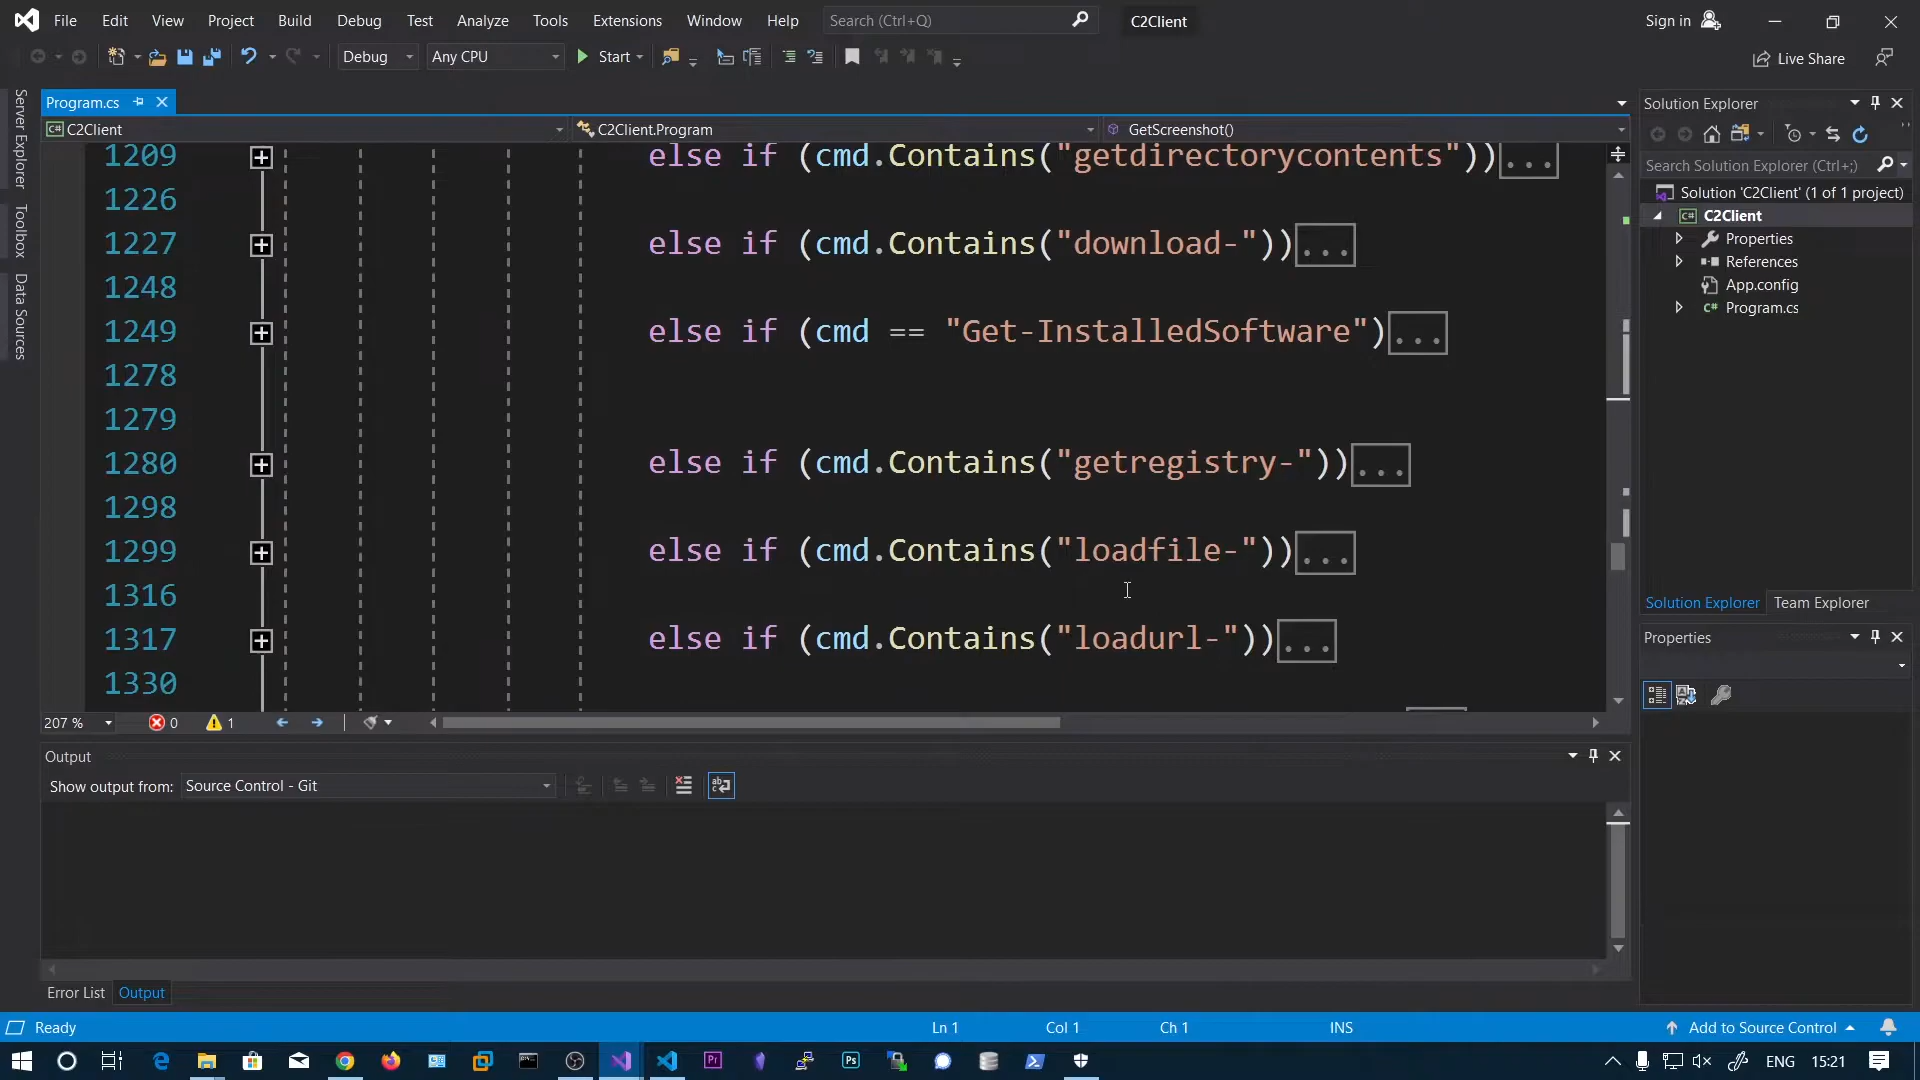 File Edit View Project Build Debug Test Analyze Tools Extensions Window Help Search (Ctrl+Q) C2Client Sign in
Debug Any CPU Start Live Share
Server Explorer
Toolbox
Data Sources
Program.cs
C2Client C2Client.Program GetScreenshot()
1209 else if (cmd.Contains("getdirectorycontents"))...
1226
1227 else if (cmd.Contains("download-"))...
1248
1249 else if (cmd == "Get-InstalledSoftware")...
1278
1279
1280 else if (cmd.Contains("getregistry-"))...
1298
1299 else if (cmd.Contains("loadfile-"))...
1316
1317 else if (cmd.Contains("loadurl-"))...
1330
207 % 0 1
Output
Show output from: Source Control - Git
Error List Output
Solution Explorer
Search Solution Explorer (Ctrl+;)
Solution 'C2Client' (1 of 1 project)
C2Client
Properties
References
App.config
Program.cs
Solution Explorer Team Explorer
Properties
Ready Ln 1 Col 1 Ch 1 INS Add to Source Control
ENG 15:21